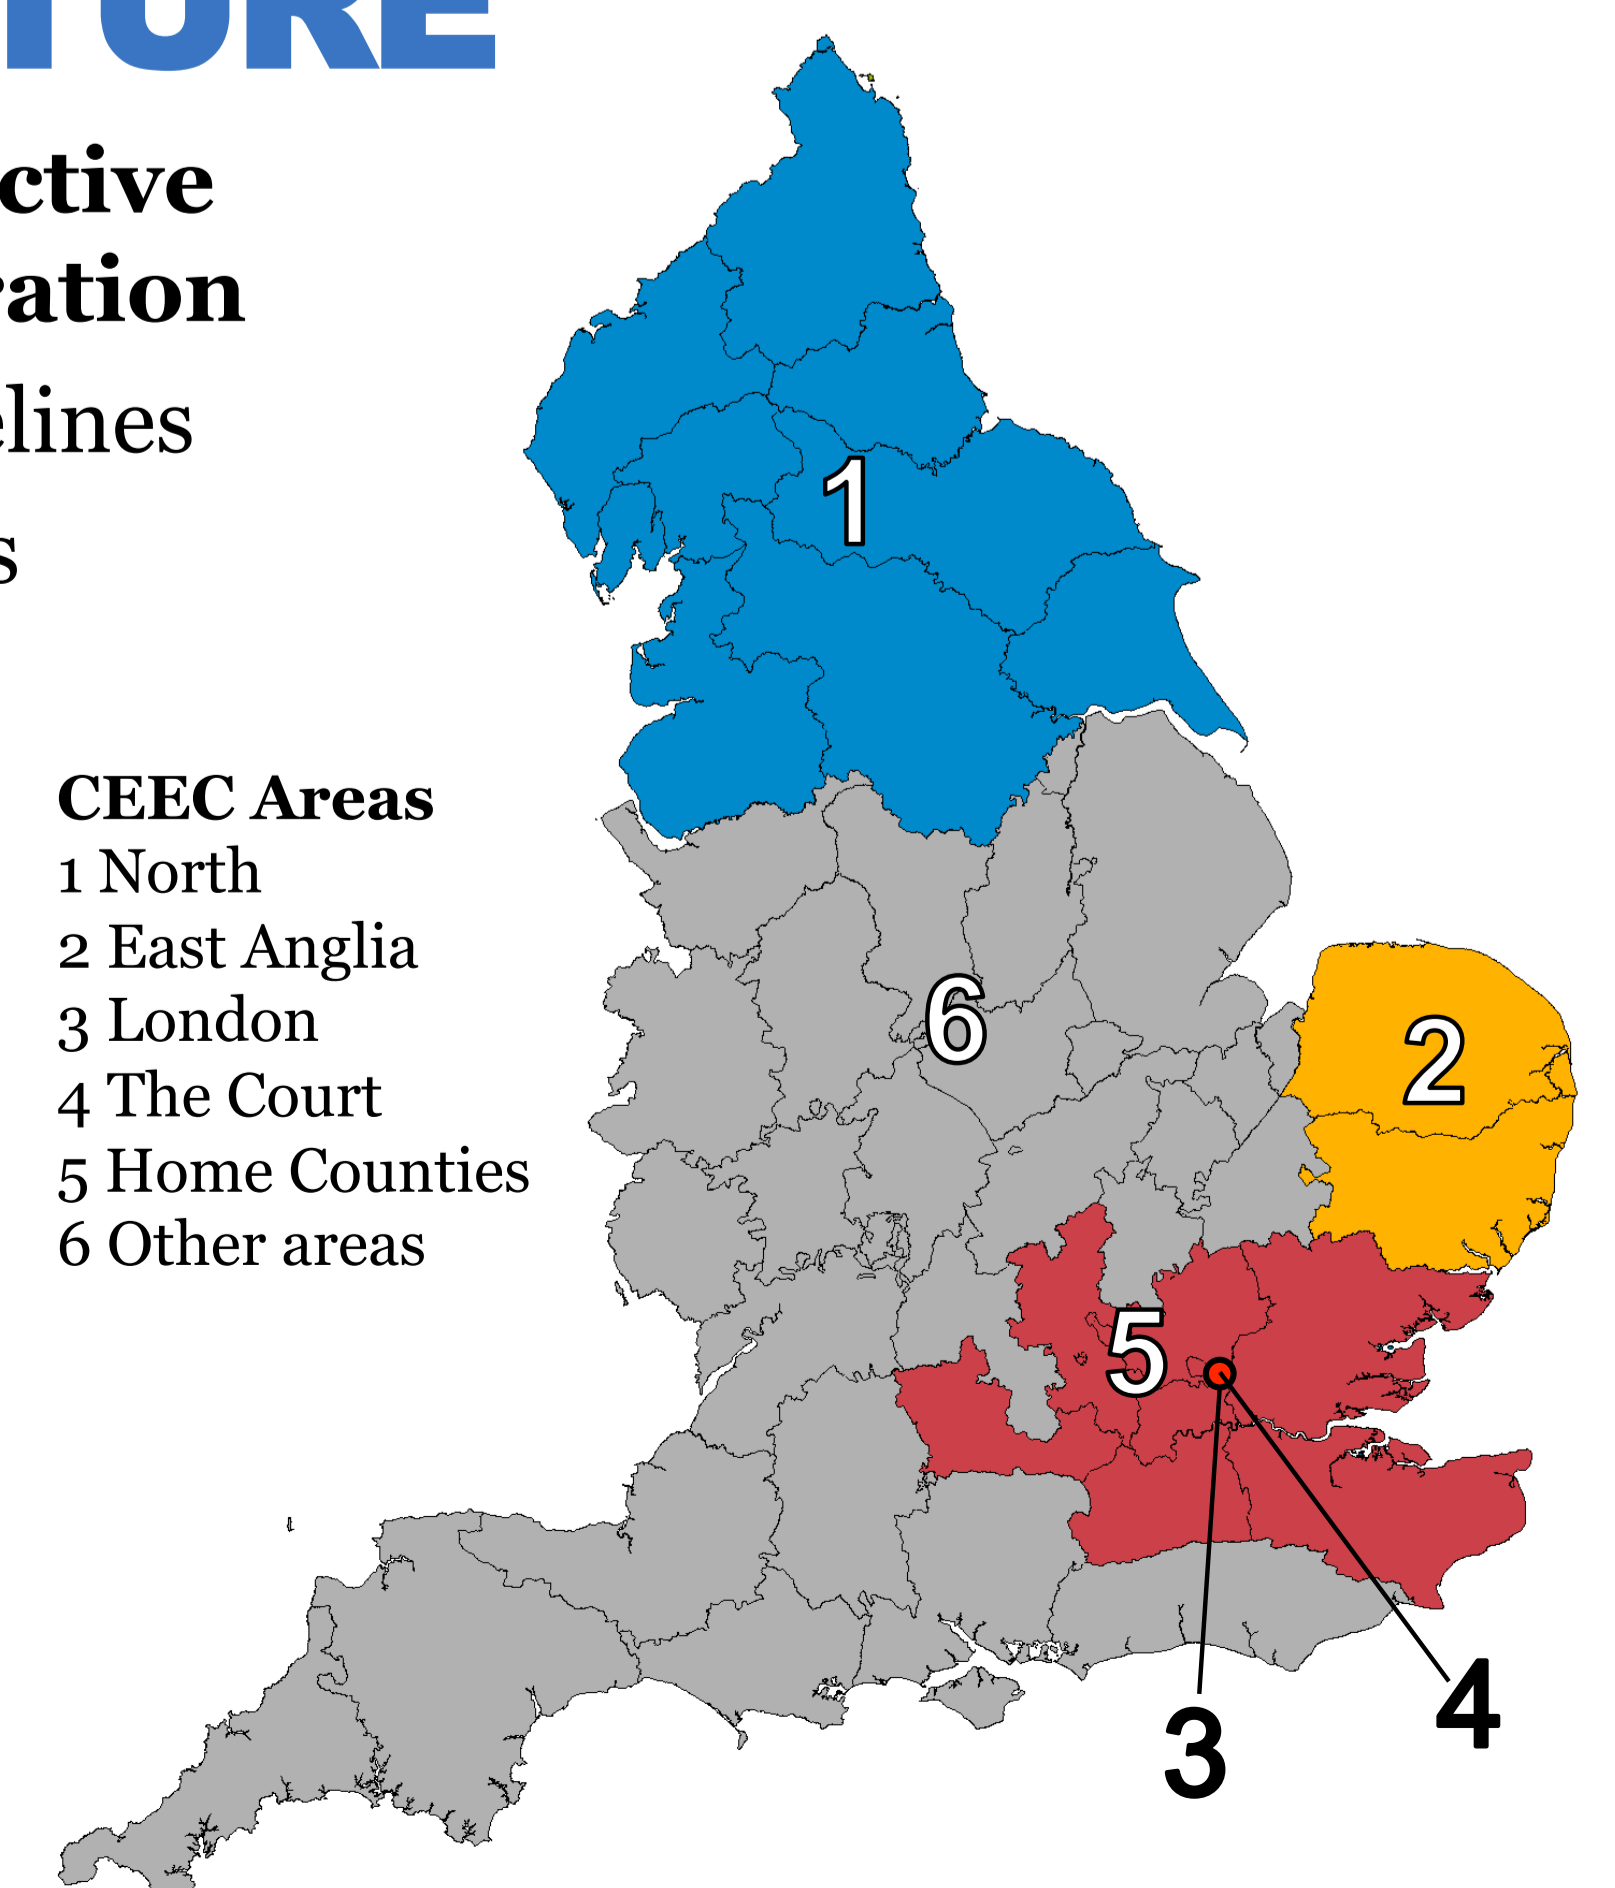 TURE
ctive
ration
elines
s
CEEC Areas
1 North
2 East Anglia
3 London
4 The Court
5 Home Counties
6 Other areas
1
6
2
5
4
3